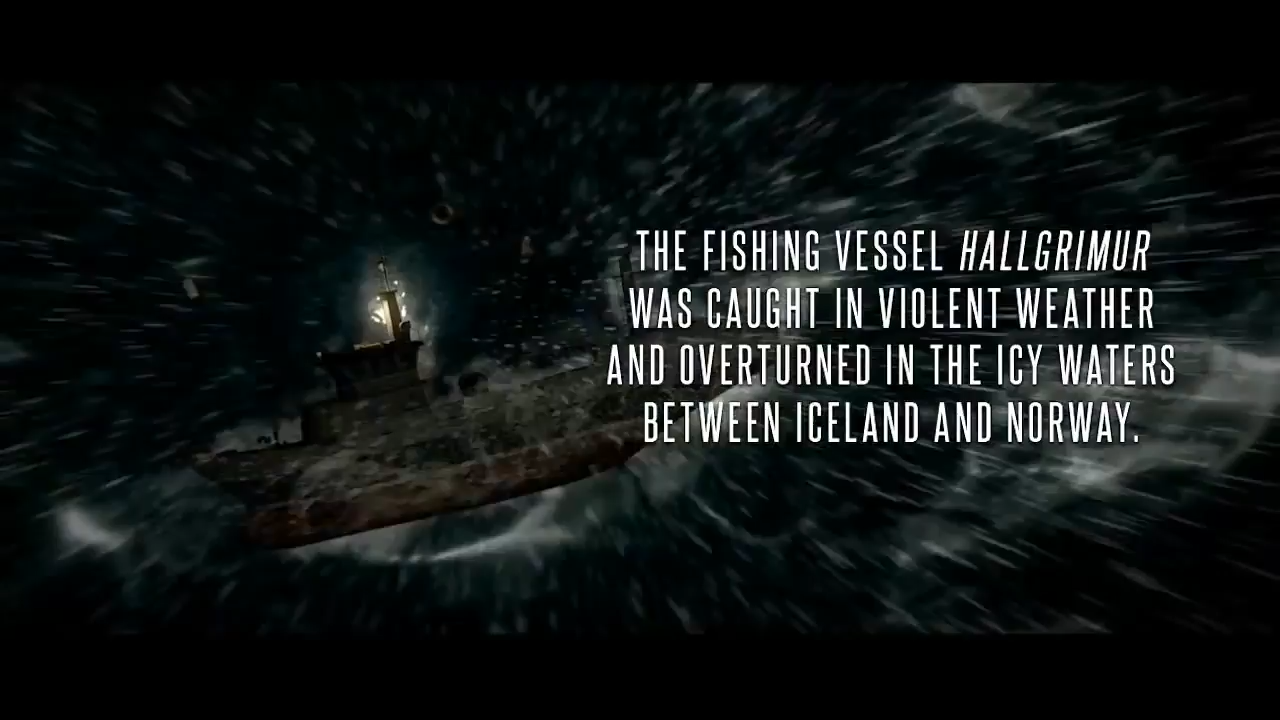 THE FISHING VESSEL HALLGRIMUR
WAS CAUGHT IN VIOLENT WEATHER
AND OVERTURNED IN THE ICY WATERS
BETWEEN ICELAND AND NORWAY.